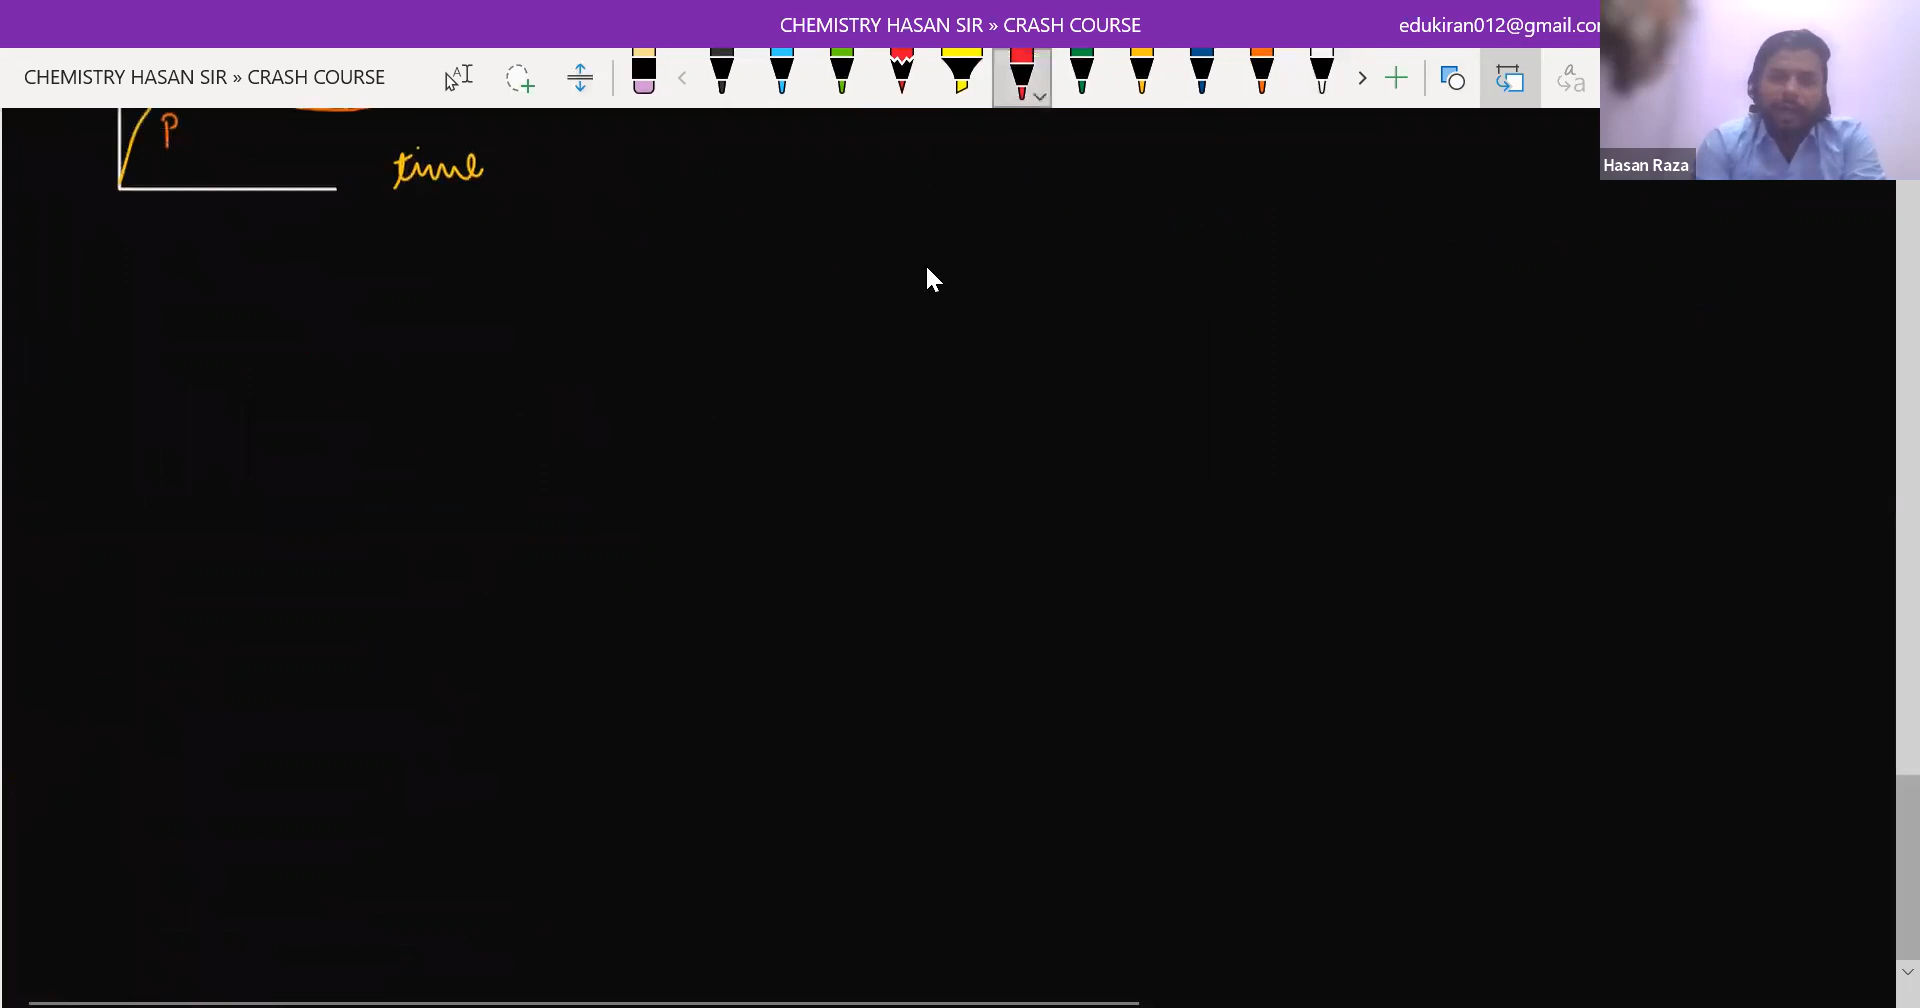 CHEMISTRY HASAN SIR » CRASH COURSE
edukiran012@gmail.co
CHEMISTRY HASAN SIR » CRASH COURSE
Hasan Raza
P
time